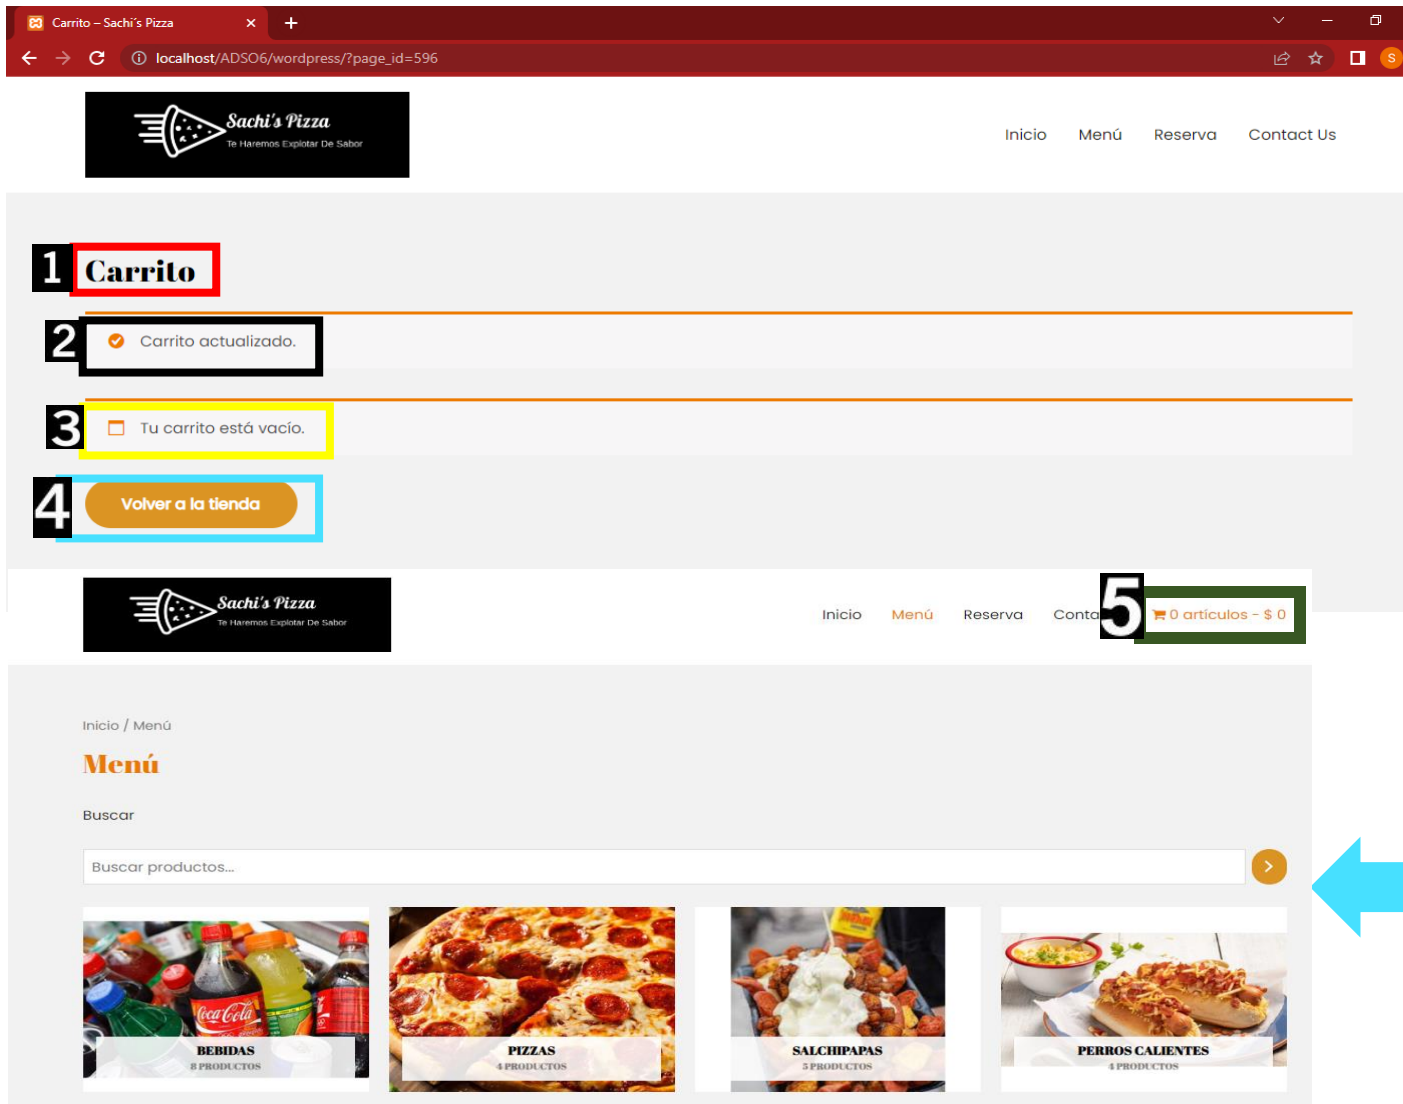 Carrito – Sachi´s Pizza
localhost/ADSO6/wordpress/?page_id=596
S
Sachi's Pizza
Te Haremos Explotar De Sabor
Inicio Menú Reserva Contact Us
1 Carrito
2 Carrito actualizado.
3 Tu carrito está vacío.
4 Volver a la tienda
Sachi's Pizza
Te Haremos Explotar De Sabor
Inicio Menú Reserva Conta 5 0 artículos - $ 0
Inicio / Menú
Menú
Buscar
Buscar productos...
Coca-Cola
BEBIDAS
8 PRODUCTOS
PIZZAS
4 PRODUCTOS
SALCHIPAPAS
5 PRODUCTOS
PERROS CALIENTES
4 PRODUCTOS